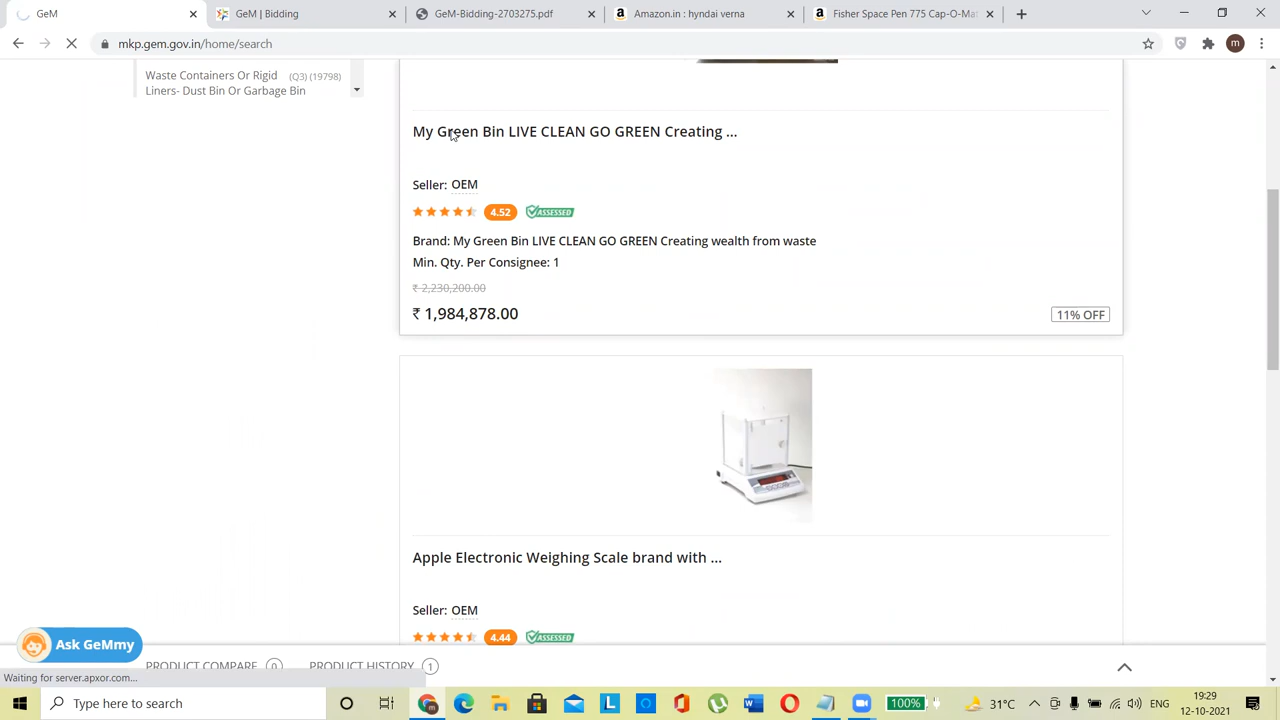 GeM
GeM | Bidding
GeM-Bidding-2703275.pdf
Amazon.in : hyndai verna
Fisher Space Pen 775 Cap-O-Mat
mkp.gem.gov.in/home/search
m
Waste Containers Or Rigid (Q3) (19798)
Liners- Dust Bin Or Garbage Bin
My Green Bin LIVE CLEAN GO GREEN Creating ...
Seller: OEM
4.52 ASSESSED
Brand: My Green Bin LIVE CLEAN GO GREEN Creating wealth from waste
Min. Qty. Per Consignee: 1
₹ 2,230,200.00
₹ 1,984,878.00
11% OFF
Apple Electronic Weighing Scale brand with ...
Seller: OEM
4.44 ASSESSED
Ask GeMmy
PRODUCT COMPARE 0 PRODUCT HISTORY 1
Waiting for server.apxor.com...
Type here to search
100%
31°C
19:29
12-10-2021